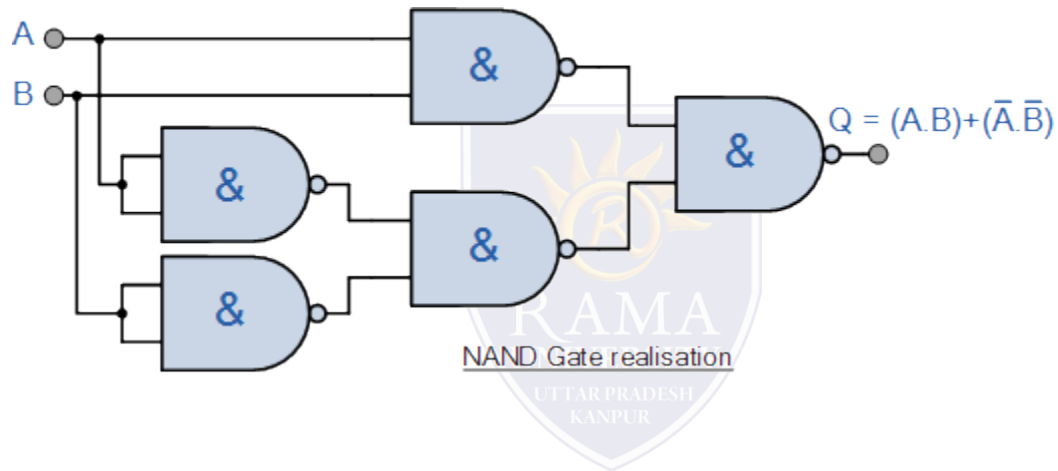 A
&
B
Q = (A.B)+(A̅.B̅)
&
&
&
&
RAMA
NAND Gate realisation
UTTAR PRADESH
KANPUR